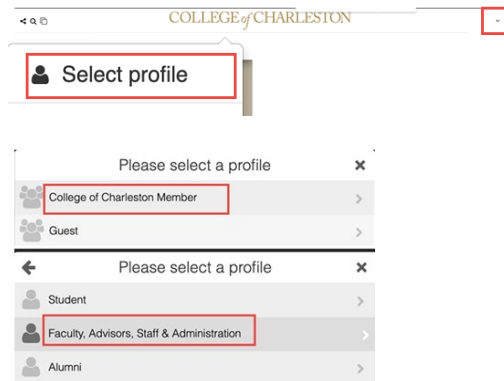 COLLEGE of CHARLESTON
Select profile
Please select a profile
College of Charleston Member
Guest
Please select a profile
Student
Faculty, Advisors, Staff & Administration
Alumni